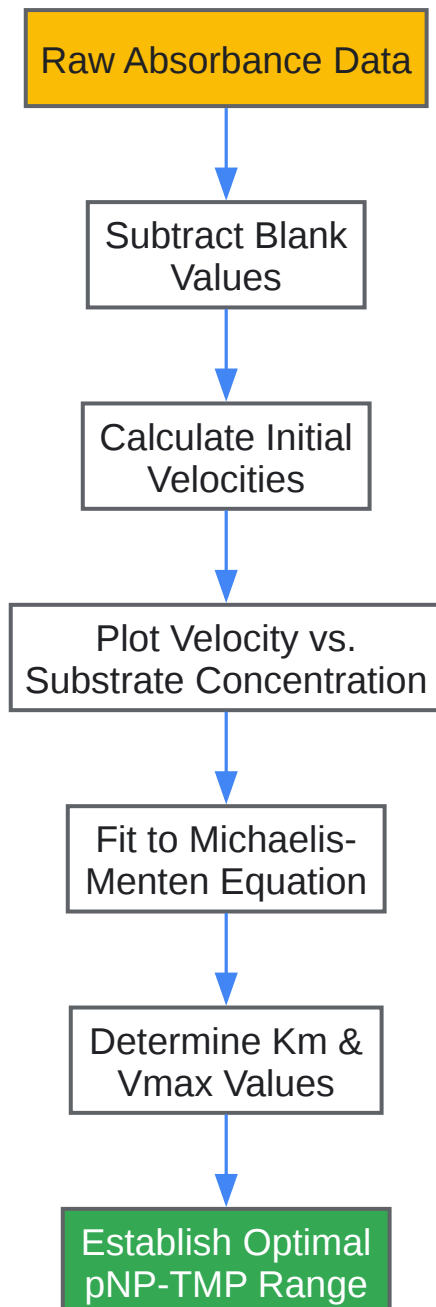 Raw Absorbance Data
Subtract Blank
Values
Calculate Initial
Velocities
Plot Velocity vs.
Substrate Concentration
Fit to Michaelis-
Menten Equation
Determine Km &
Vmax Values
Establish Optimal
pNP-TMP Range